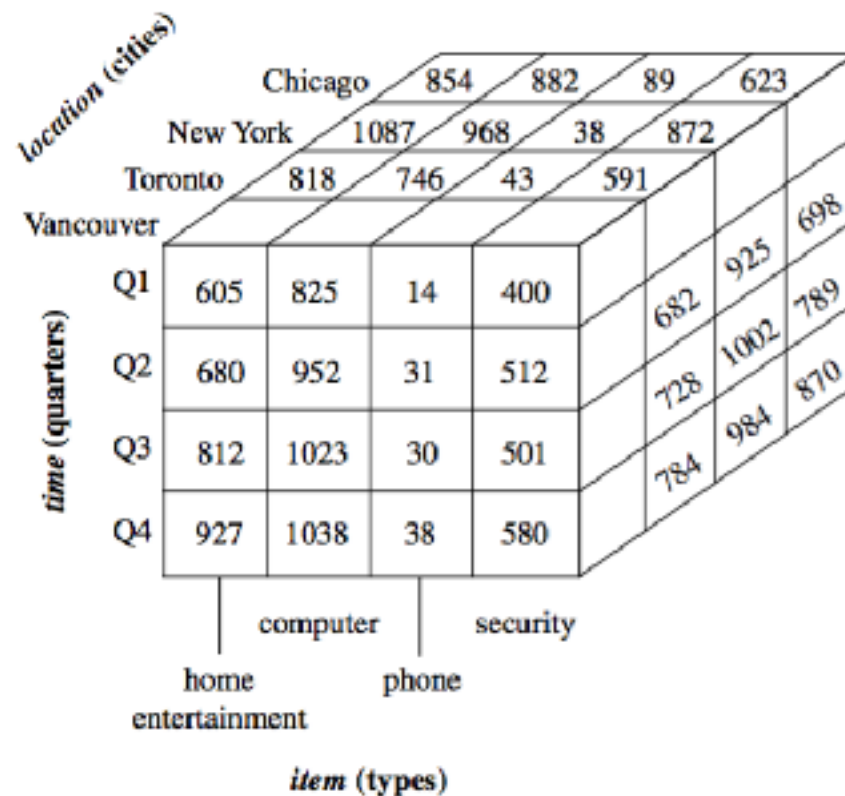 location (cities)
Chicago 854 882 89 623
New York 1087 968 38 872
Toronto 818 746 43 591
Vancouver
Q1 605 825 14 400
Q2 680 952 31 512
Q3 812 1023 30 501
Q4 927 1038 38 580
682 925 698
728 1002 789
784 984 870
time (quarters)
computer security
home phone
entertainment
item (types)